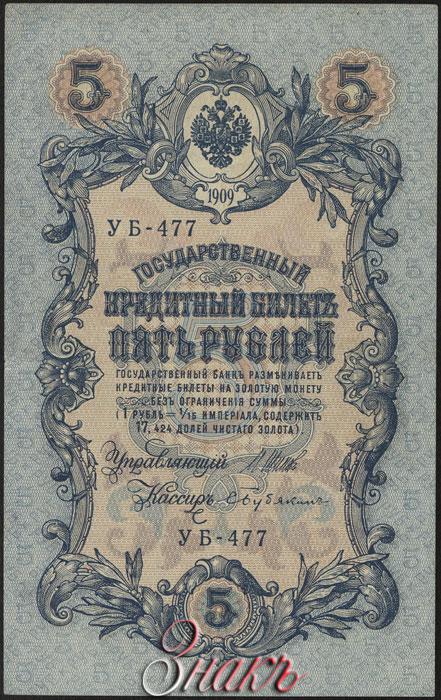 5 5
1909
УБ-477
ГОСУДАРСТВЕННЫЙ
КРЕДИТНЫЙ БИЛЕТЪ
ПЯТЬ РУБЛЕЙ
ГОСУДАРСТВЕННЫЙ БАНКЪ РАЗМѢНИВАЕТЪ
КРЕДИТНЫЕ БИЛЕТЫ НА ЗОЛОТУЮ МОНЕТУ
БЕЗЪ ОГРАНИЧЕНІЯ СУММЫ
(1 РУБЛЬ = 1/15 ИМПЕРІАЛА, СОДЕРЖИТЪ
17,424 ДОЛЕЙ ЧИСТАГО ЗОЛОТА).
Управляющій
Кассиръ
УБ-477
5
Знакъ